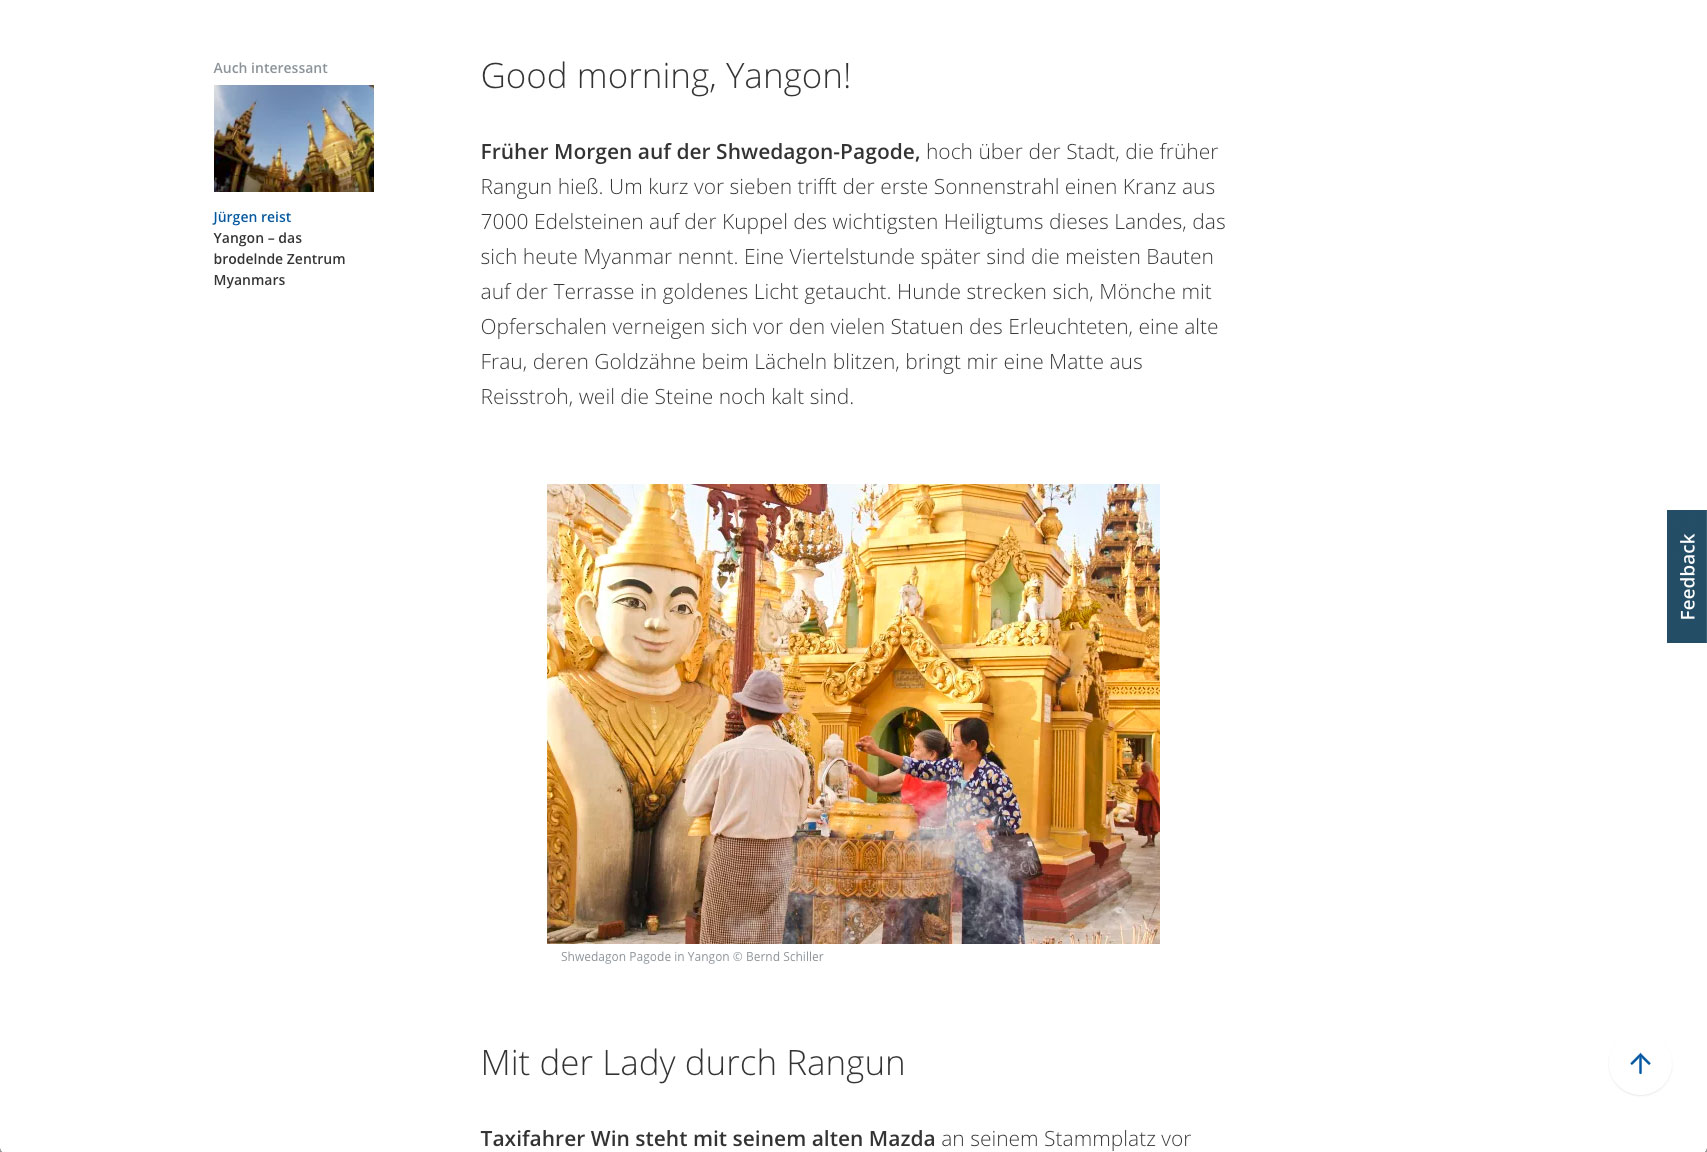 Auch interessant
Jürgen reist
Yangon – das
brodelnde Zentrum
Myanmars
Good morning, Yangon!
Früher Morgen auf der Shwedagon-Pagode, hoch über der Stadt, die früher
Rangun hieß. Um kurz vor sieben trifft der erste Sonnenstrahl einen Kranz aus
7000 Edelsteinen auf der Kuppel des wichtigsten Heiligtums dieses Landes, das
sich heute Myanmar nennt. Eine Viertelstunde später sind die meisten Bauten
auf der Terrasse in goldenes Licht getaucht. Hunde strecken sich, Mönche mit
Opferschalen verneigen sich vor den vielen Statuen des Erleuchteten, eine alte
Frau, deren Goldzähne beim Lächeln blitzen, bringt mir eine Matte aus
Reisstroh, weil die Steine noch kalt sind.
Shwedagon Pagode in Yangon © Bernd Schiller
Mit der Lady durch Rangun
Taxifahrer Win steht mit seinem alten Mazda an seinem Stammplatz vor
Feedback